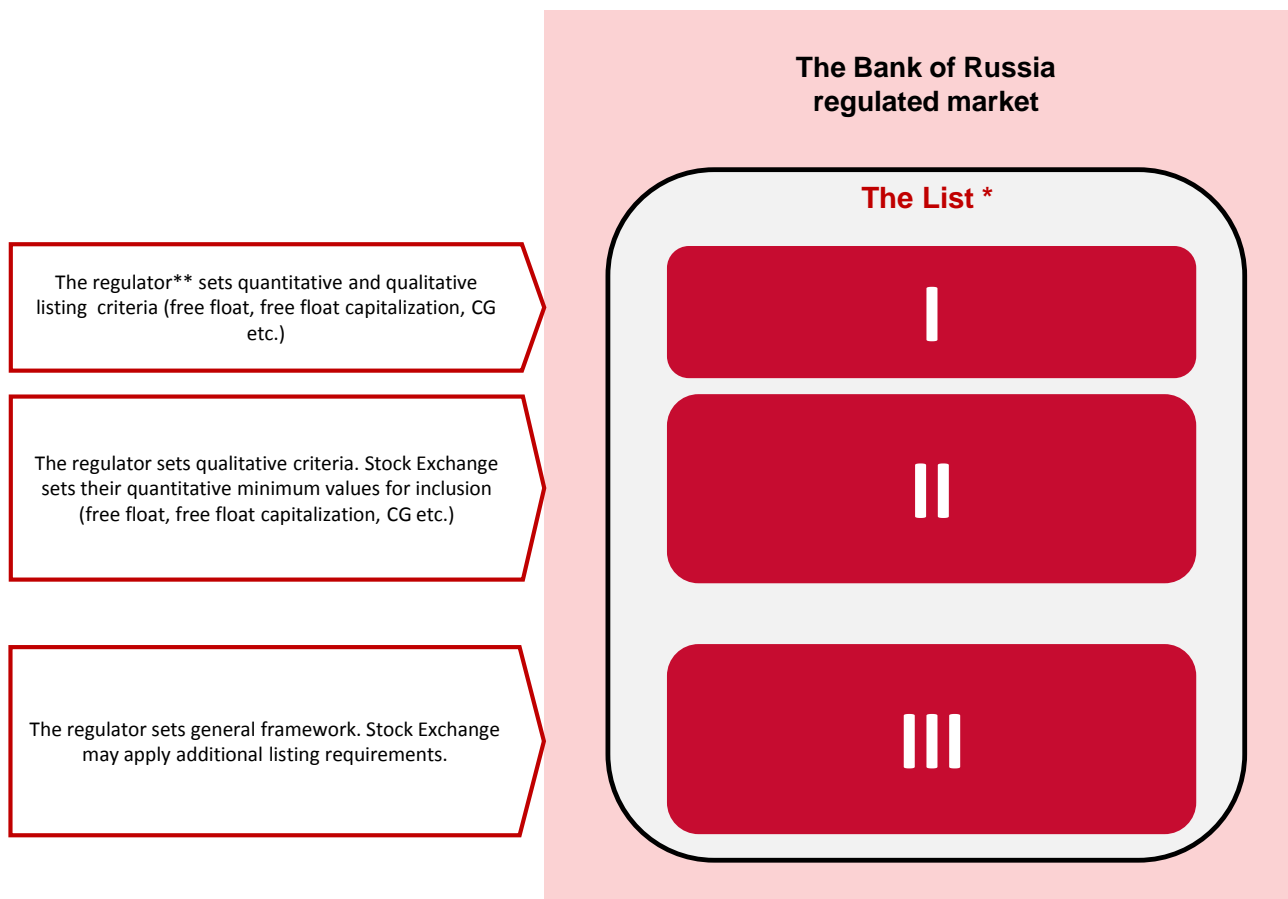 The Bank of Russia
regulated market
The List *
The regulator** sets quantitative and qualitative
listing criteria (free float, free float capitalization, CG
etc.)
I
The regulator sets qualitative criteria. Stock Exchange
sets their quantitative minimum values for inclusion
(free float, free float capitalization, CG etc.)
II
The regulator sets general framework. Stock Exchange
may apply additional listing requirements.
III